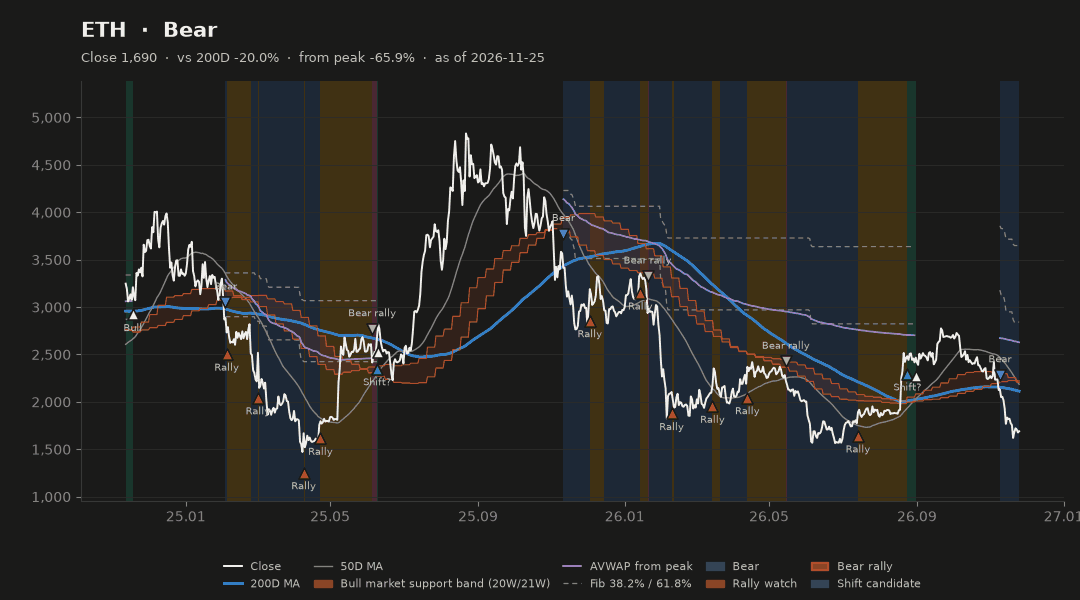 ETH · Bear
Close 1,690 · vs 200D -20.0% · from peak -65.9% · as of 2026-11-25
5,000
4,500
4,000
3,500
3,000
2,500
2,000
1,500
1,000
Bull
Bear
Rally
Rally
Rally
Rally
Bear rally
Shift?
Bear
Rally
Rally
Bear rally
Rally
Rally
Rally
Bear rally
Rally
Shift?
Bear
25.01 25.05 25.09 26.01 26.05 26.09 27.01
Close 50D MA AVWAP from peak Bear Bear rally
200D MA Bull market support band (20W/21W) Fib 38.2% / 61.8% Rally watch Shift candidate